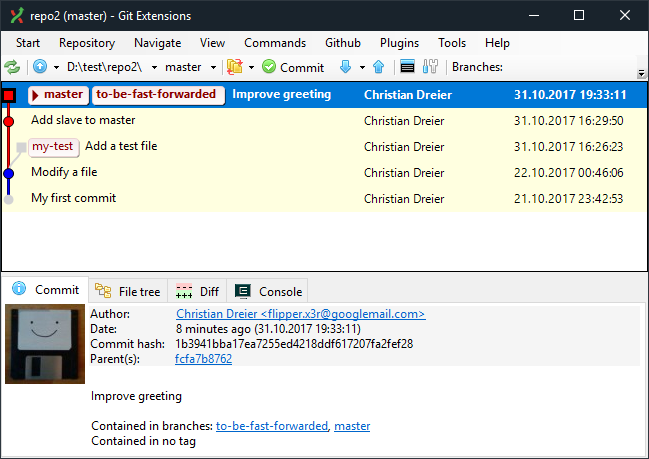 repo2 (master) - Git Extensions
Start Repository Navigate View Commands Github Plugins Tools Help
D:\test\repo2\ master Commit Branches:
master to-be-fast-forwarded Improve greeting Christian Dreier 31.10.2017 19:33:11
Add slave to master Christian Dreier 31.10.2017 16:29:50
my-test Add a test file Christian Dreier 31.10.2017 16:26:23
Modify a file Christian Dreier 22.10.2017 00:46:06
My first commit Christian Dreier 21.10.2017 23:42:53
Commit File tree Diff Console
Author: Christian Dreier <flipper.x3r@googlemail.com>
Date: 8 minutes ago (31.10.2017 19:33:11)
Commit hash: 1b3941bba17ea7255ed4218ddf617207fa2fef28
Parent(s): fcfa7b8762
Improve greeting
Contained in branches: to-be-fast-forwarded, master
Contained in no tag